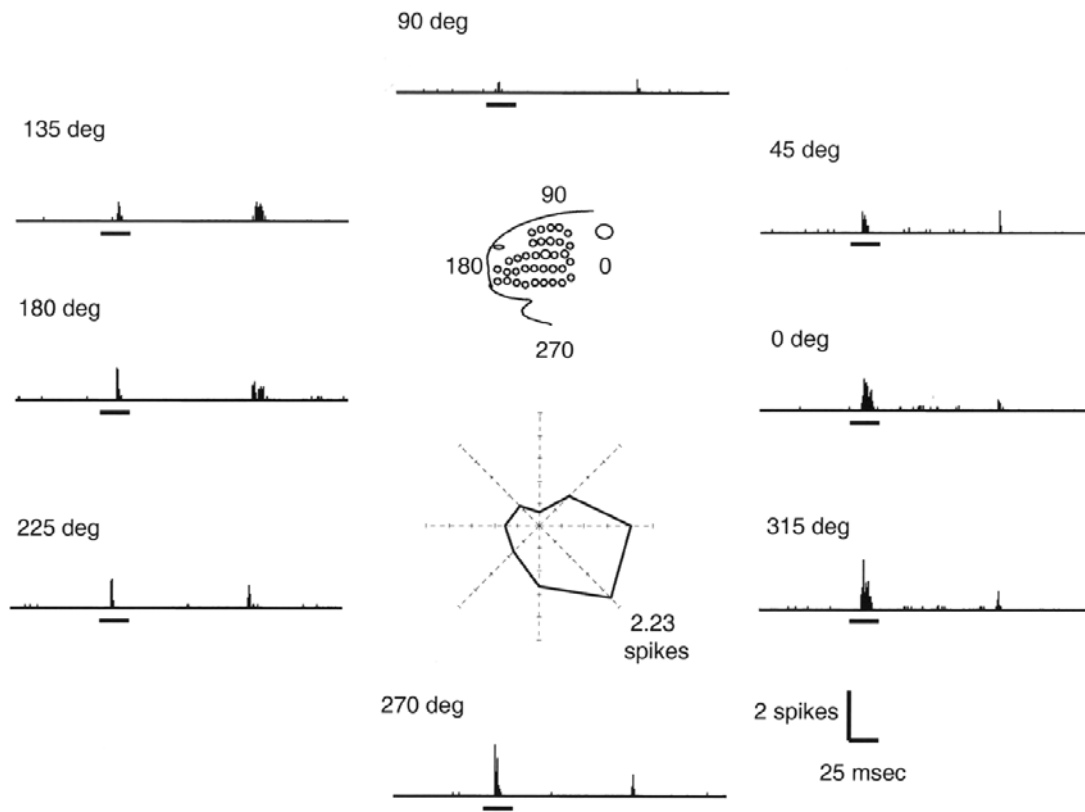 90 deg
135 deg
45 deg
90
180
0
270
180 deg
0 deg
225 deg
315 deg
2.23
spikes
270 deg
2 spikes
25 msec